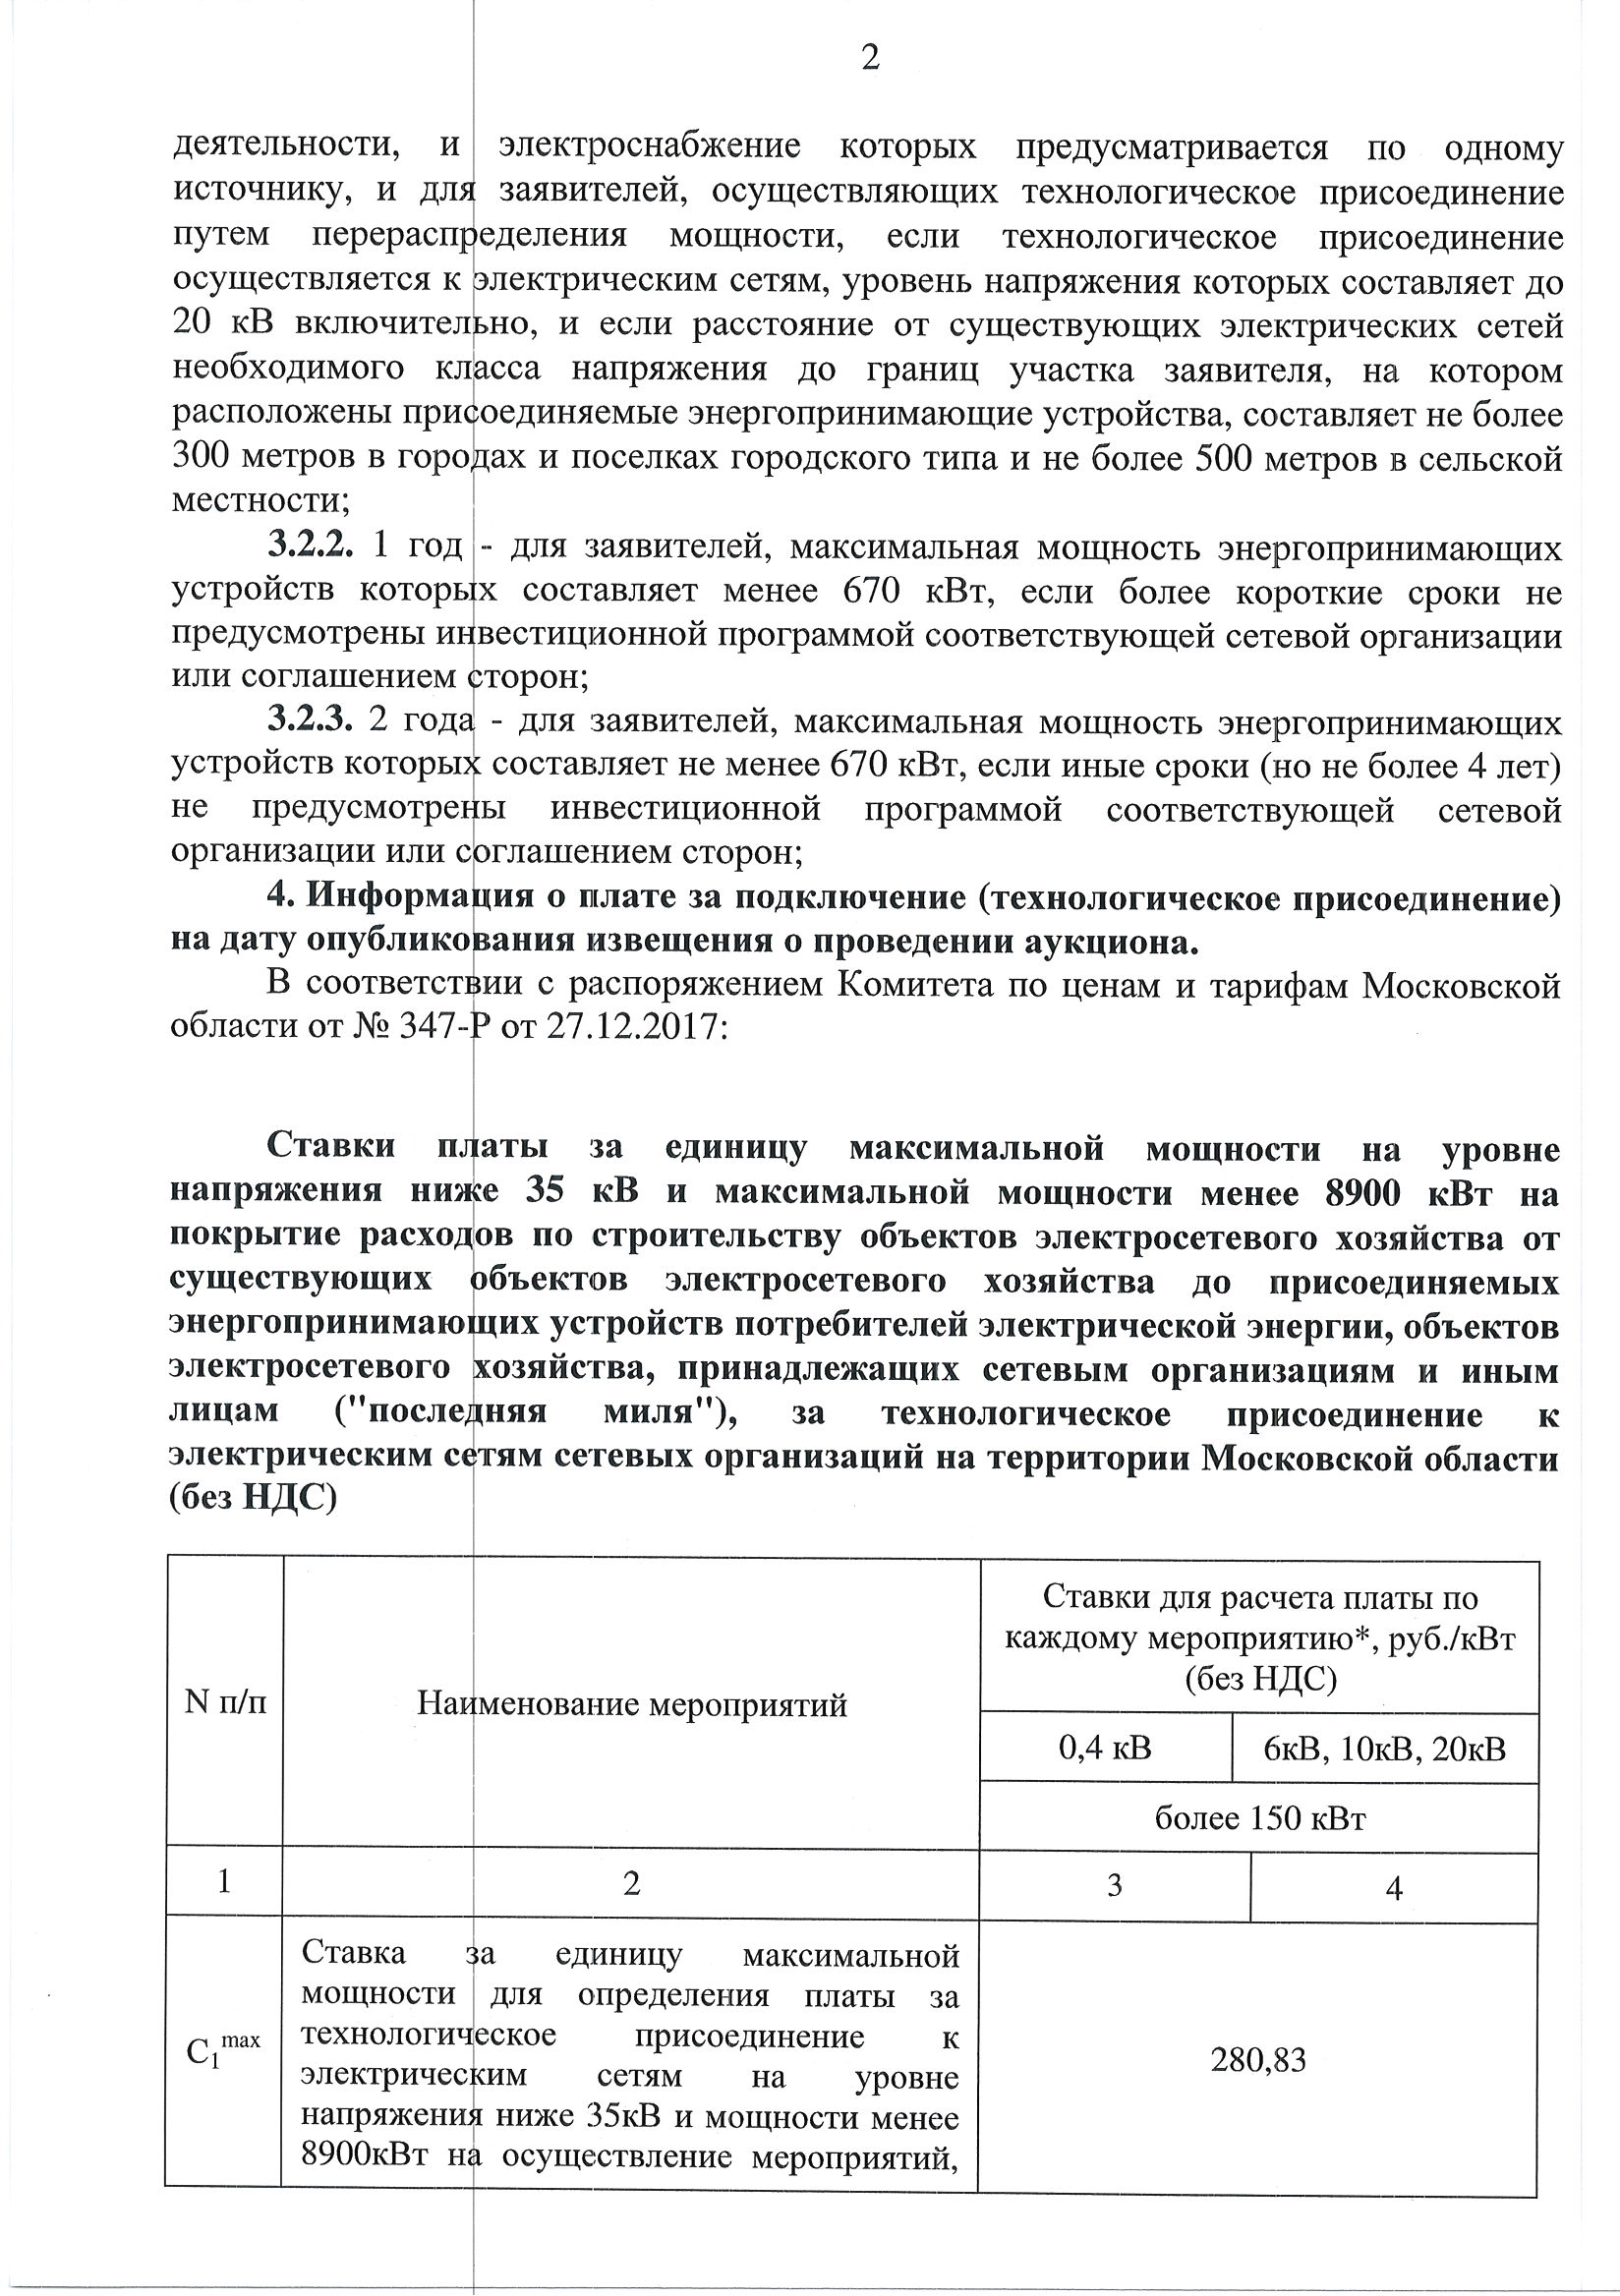 2
деятельности, и электроснабжение которых предусматривается по одному
источнику, и для заявителей, осуществляющих технологическое присоединение
путем перераспределения мощности, если технологическое присоединение
осуществляется к электрическим сетям, уровень напряжения которых составляет до
20 кВ включительно, и если расстояние от существующих электрических сетей
необходимого класса напряжения до границ участка заявителя, на котором
расположены присоединяемые энергопринимающие устройства, составляет не более
300 метров в городах и поселках городского типа и не более 500 метров в сельской
местности;
3.2.2. 1 год - для заявителей, максимальная мощность энергопринимающих
устройств которых составляет менее 670 кВт, если более короткие сроки не
предусмотрены инвестиционной программой соответствующей сетевой организации
или соглашением сторон;
3.2.3. 2 года - для заявителей, максимальная мощность энергопринимающих
устройств которых составляет не менее 670 кВт, если иные сроки (но не более 4 лет)
не предусмотрены инвестиционной программой соответствующей сетевой
организации или соглашением сторон;
4. Информация о плате за подключение (технологическое присоединение)
на дату опубликования извещения о проведении аукциона.
В соответствии с распоряжением Комитета по ценам и тарифам Московской
области от № 347-Р от 27.12.2017:
Ставки платы за единицу максимальной мощности на уровне
напряжения ниже 35 кВ и максимальной мощности менее 8900 кВт на
покрытие расходов по строительству объектов электросетевого хозяйства от
существующих объектов электросетевого хозяйства до присоединяемых
энергопринимающих устройств потребителей электрической энергии, объектов
электросетевого хозяйства, принадлежащих сетевым организациям и иным
лицам ("последняя миля"), за технологическое присоединение к
электрическим сетям сетевых организаций на территории Московской области
(без НДС)
N п/п
Наименование мероприятий
Ставки для расчета платы по
каждому мероприятию*, руб./кВт
(без НДС)
0,4 кВ
6кВ, 10кВ, 20кВ
более 150 кВт
1
2
3
4
C₁ᵐᵃˣ
Ставка за единицу максимальной
мощности для определения платы за
технологическое присоединение к
электрическим сетям на уровне
напряжения ниже 35кВ и мощности менее
8900кВт на осуществление мероприятий,
280,83